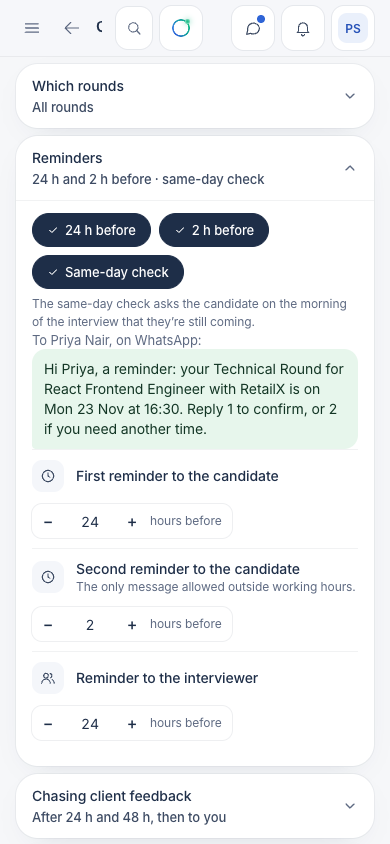 PS
Which rounds
All rounds
Reminders
24 h and 2 h before · same-day check
24 h before
2 h before
Same-day check
The same-day check asks the candidate on the morning
of the interview that they’re still coming.
To Priya Nair, on WhatsApp:
Hi Priya, a reminder: your Technical Round for
React Frontend Engineer with RetailX is on
Mon 23 Nov at 16:30. Reply 1 to confirm, or 2
if you need another time.
First reminder to the candidate
− 24 + hours before
Second reminder to the candidate
The only message allowed outside working hours.
− 2 + hours before
Reminder to the interviewer
− 24 + hours before
Chasing client feedback
After 24 h and 48 h, then to you